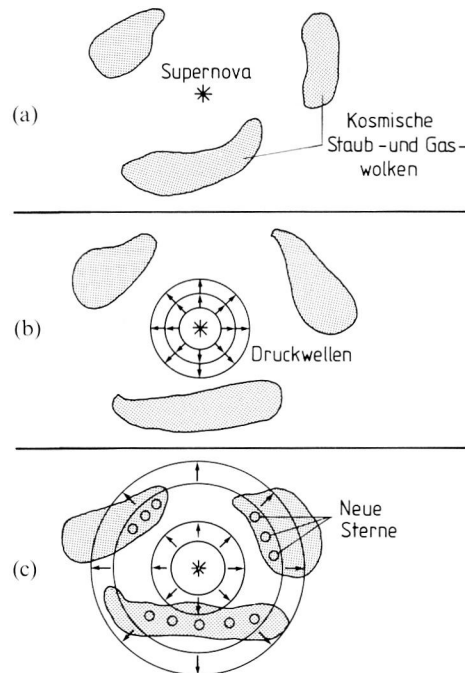 Supernova
(a)
Kosmische
Staub-und Gas-
wolken
(b)
Druckwellen
Neue
Sterne
(c)